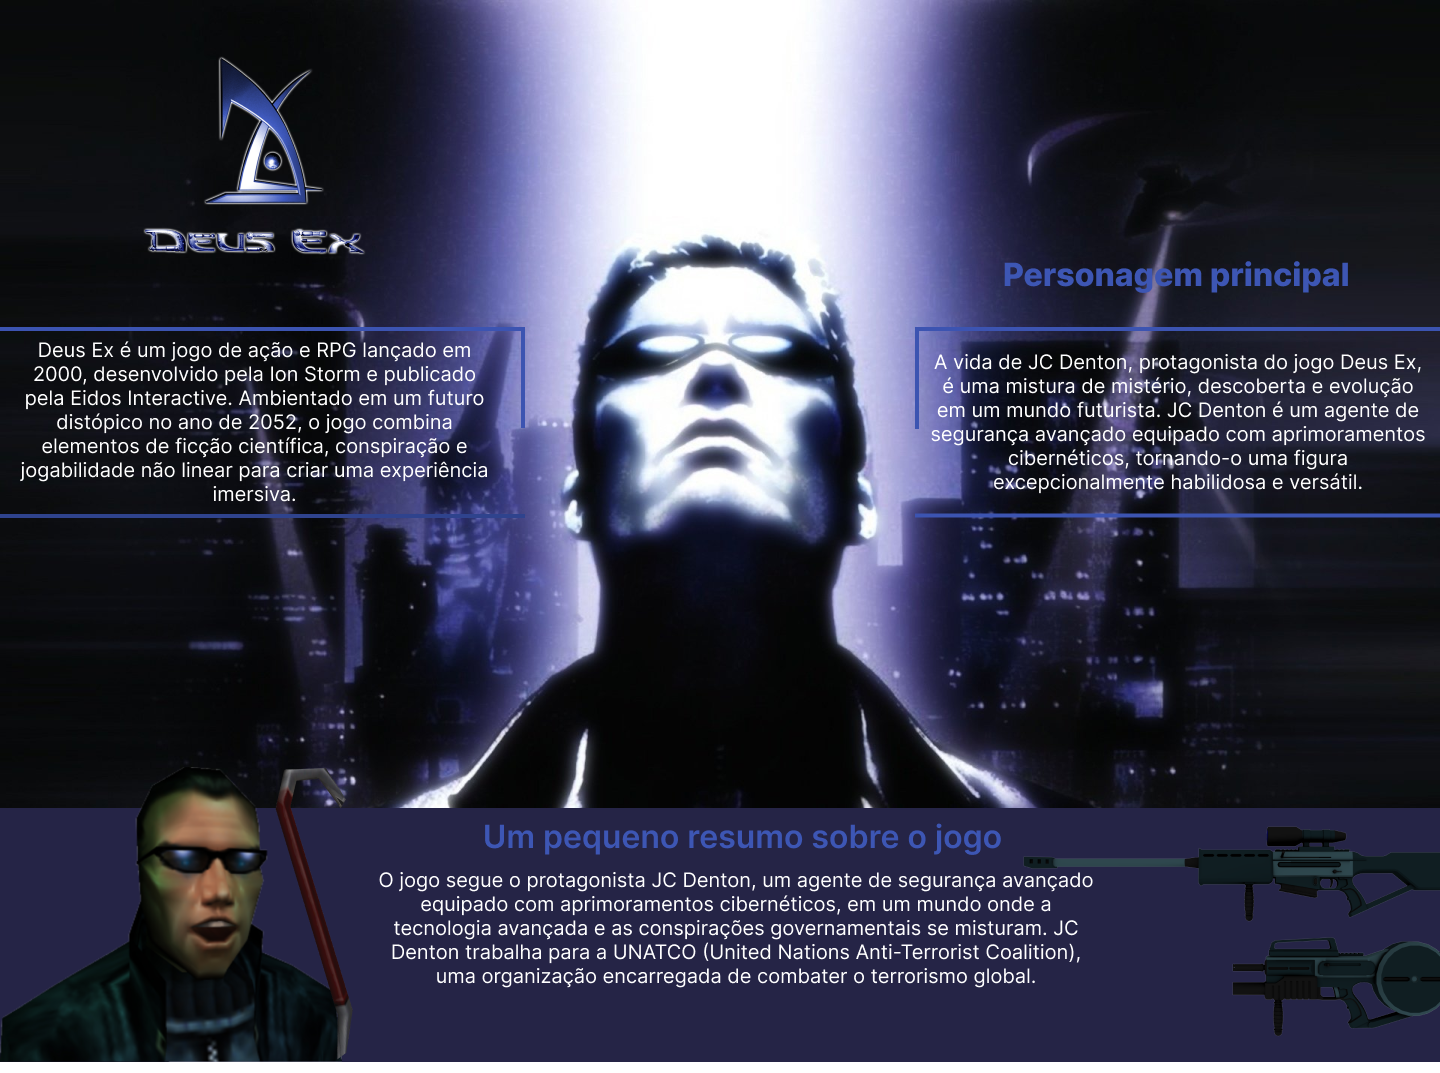 Deus Ex
Deus Ex é um jogo de ação e RPG lançado em
2000, desenvolvido pela Ion Storm e publicado
pela Eidos Interactive. Ambientado em um futuro
distópico no ano de 2052, o jogo combina
elementos de ficção científica, conspiração e
jogabilidade não linear para criar uma experiência
imersiva.
Personagem principal
A vida de JC Denton, protagonista do jogo Deus Ex,
é uma mistura de mistério, descoberta e evolução
em um mundo futurista. JC Denton é um agente de
segurança avançado equipado com aprimoramentos
cibernéticos, tornando-o uma figura
excepcionalmente habilidosa e versátil.
Um pequeno resumo sobre o jogo
O jogo segue o protagonista JC Denton, um agente de segurança avançado
equipado com aprimoramentos cibernéticos, em um mundo onde a
tecnologia avançada e as conspirações governamentais se misturam. JC
Denton trabalha para a UNATCO (United Nations Anti-Terrorist Coalition),
uma organização encarregada de combater o terrorismo global.